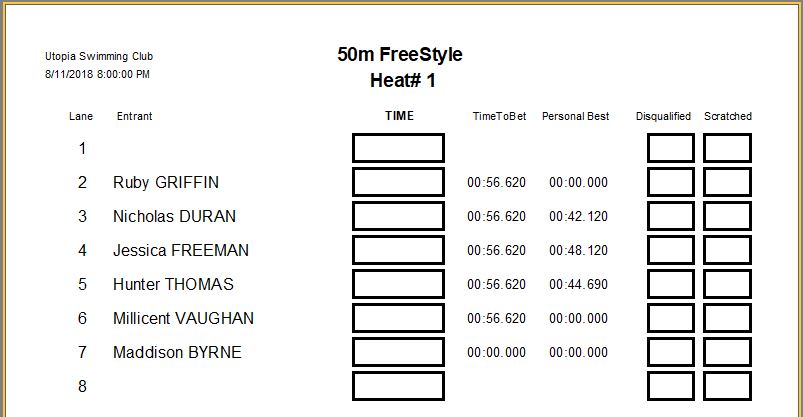 Utopia Swimming Club
8/11/2018 8:00:00 PM
50m FreeStyle
Heat# 1
Lane Entrant TIME TimeToBet Personal Best Disqualified Scratched
1
2 Ruby GRIFFIN 00:56.620 00:00.000
3 Nicholas DURAN 00:56.620 00:42.120
4 Jessica FREEMAN 00:56.620 00:48.120
5 Hunter THOMAS 00:56.620 00:44.690
6 Millicent VAUGHAN 00:56.620 00:00.000
7 Maddison BYRNE 00:00.000 00:00.000
8